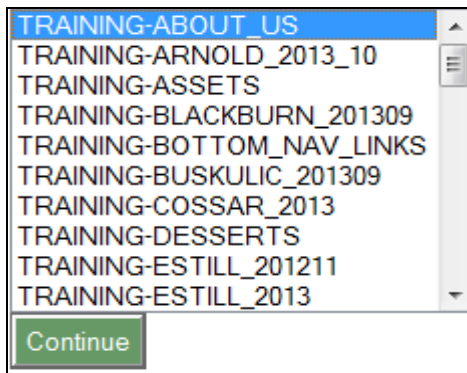 TRAINING-ABOUT_US
TRAINING-ARNOLD_2013_10
TRAINING-ASSETS
TRAINING-BLACKBURN_201309
TRAINING-BOTTOM_NAV_LINKS
TRAINING-BUSKULIC_201309
TRAINING-COSSAR_2013
TRAINING-DESSERTS
TRAINING-ESTILL_201211
TRAINING-ESTILL_2013
Continue